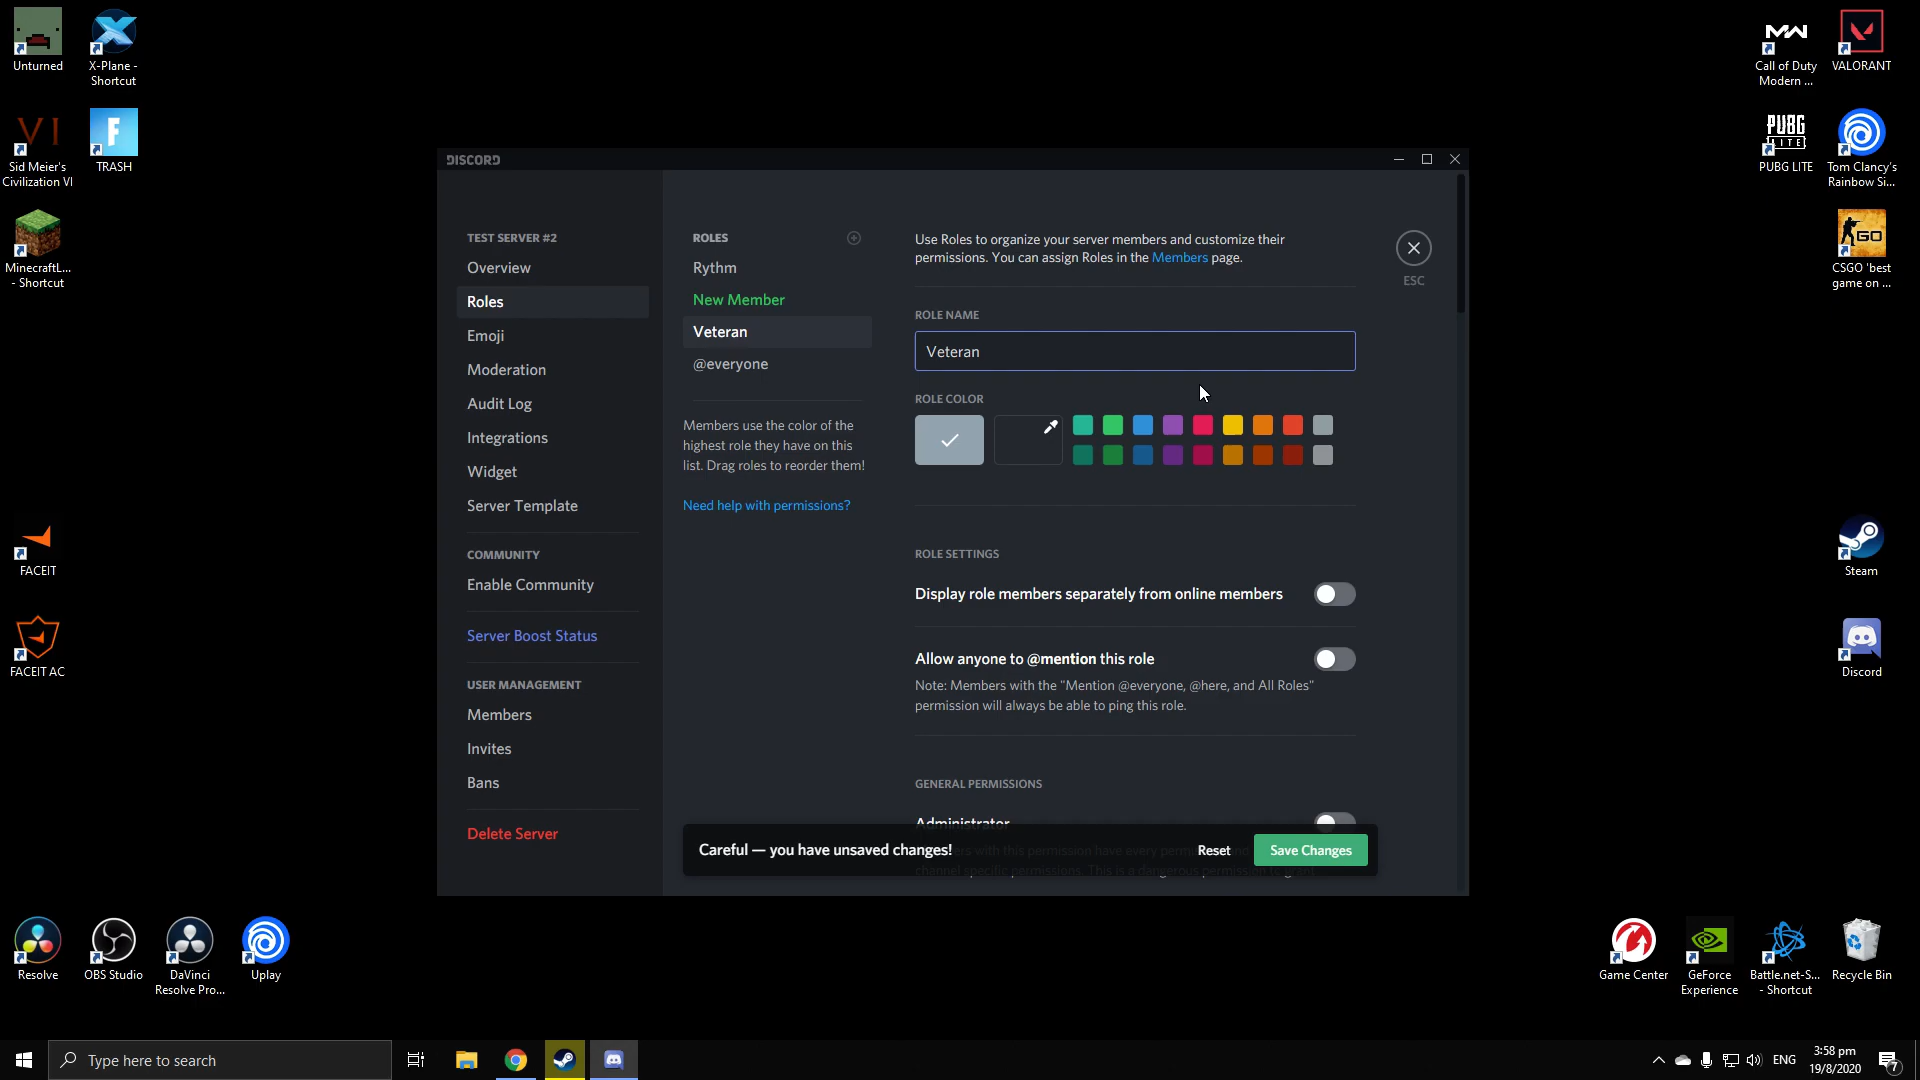 Unturned
X-Plane -
Shortcut
Call of Duty
Modern ...
VALORANT
VI
Sid Meier's
Civilization VI
TRASH
PUBG
LITE
PUBG LITE
Tom Clancy's
Rainbow Si...
MinecraftL...
- Shortcut
GO
CSGO 'best
game on ...
DISCORD
TEST SERVER #2
Overview
Roles
Emoji
Moderation
Audit Log
Integrations
Widget
Server Template
COMMUNITY
Enable Community
Server Boost Status
USER MANAGEMENT
Members
Invites
Bans
Delete Server
ROLES
Rythm
New Member
Veteran
@everyone
Members use the color of the
highest role they have on this
list. Drag roles to reorder them!
Need help with permissions?
Use Roles to organize your server members and customize their
permissions. You can assign Roles in the Members page.
ESC
ROLE NAME
Veteran
ROLE COLOR
ROLE SETTINGS
Display role members separately from online members
Allow anyone to @mention this role
Note: Members with the "Mention @everyone, @here, and All Roles"
permission will always be able to ping this role.
GENERAL PERMISSIONS
Administrator
Careful — you have unsaved changes!
Reset
Save Changes
FACEIT
FACEIT AC
Steam
Discord
Resolve
OBS Studio
DaVinci
Resolve Pro...
Uplay
Game Center
GeForce
Experience
Battle.net-S...
- Shortcut
Recycle Bin
Type here to search
ENG
3:58 pm
19/8/2020
7